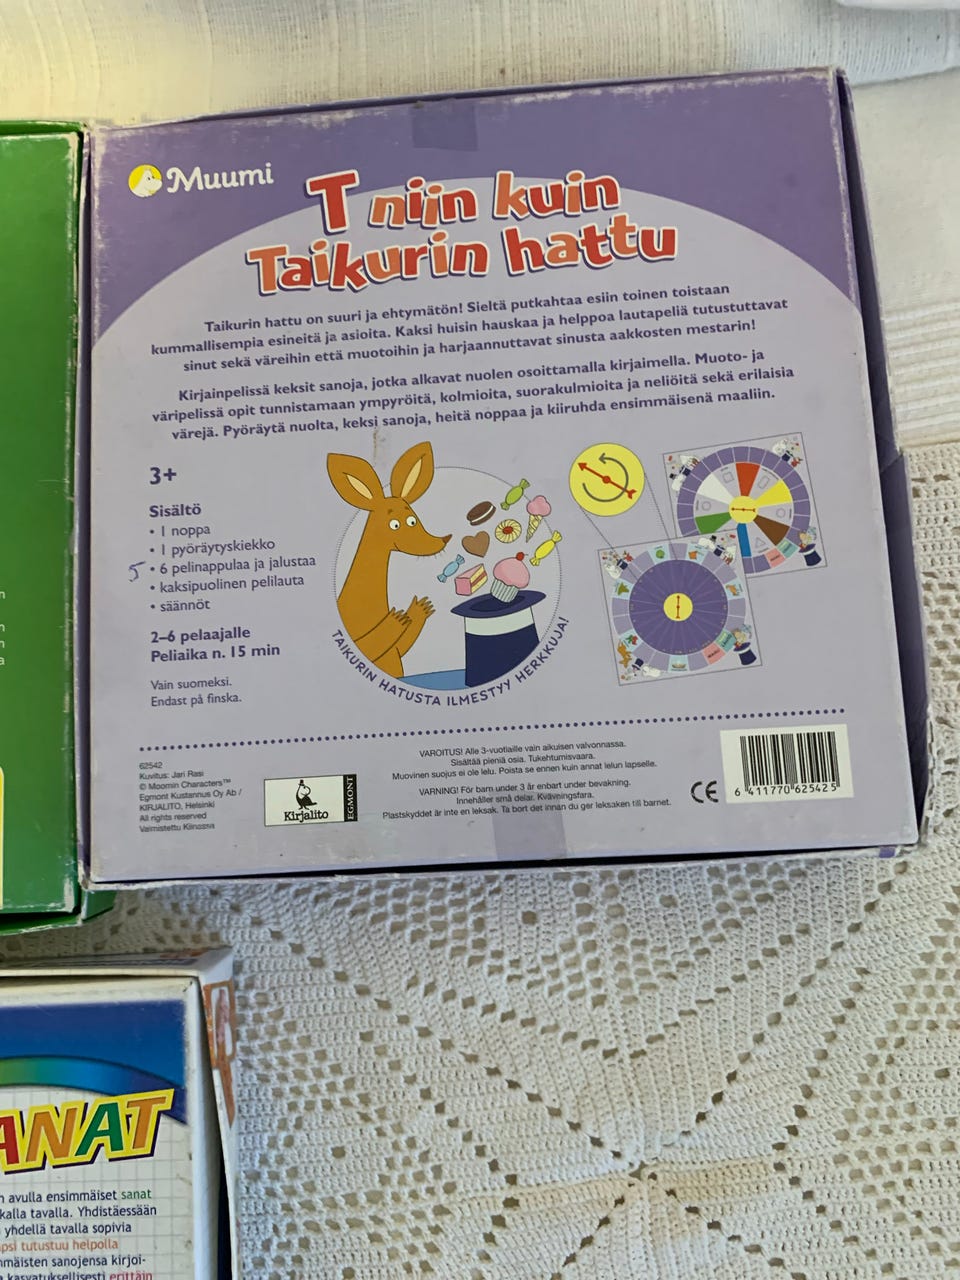 Muumi
T niin kuin
Taikurin hattu
Taikurin hattu on suuri ja ehtymätön! Sieltä putkahtaa esiin toinen toistaan
kummallisempia esineitä ja asioita. Kaksi huisin hauskaa ja helppoa lautapeliä tutustuttavat
sinut sekä väreihin että muotoihin ja harjaannuttavat sinusta aakkosten mestarin!
Kirjainpelissä keksit sanoja, jotka alkavat nuolen osoittamalla kirjaimella. Muoto- ja
väripelissä opit tunnistamaan ympyröitä, kolmioita, suorakulmioita ja neliöitä sekä erilaisia
värejä. Pyöräytä nuolta, keksi sanoja, heitä noppaa ja kiiruhda ensimmäisenä maaliin.
3+
Sisältö
• 1 noppa
• 1 pyöräytyskiekko
5 • 6 pelinappulaa ja jalustaa
• kaksipuolinen pelilauta
• säännöt
2–6 pelaajalle
Peliaika n. 15 min
Vain suomeksi.
Endast på finska.
TAIKURIN HATUSTA ILMESTYY HERKKUJA!
62542
Kuvitus: Jari Rasi
© Moomin Characters™
Egmont Kustannus Oy Ab /
KIRJALITO, Helsinki
All rights reserved
Valmistettu Kiinassa
Kirjalito
EGMONT
VAROITUS! Alle 3-vuotiaille vain aikuisen valvonnassa.
Sisältää pieniä osia. Tukehtumisvaara.
Muovinen suojus ei ole lelu. Poista se ennen kuin annat lelun lapselle.
VARNING! För barn under 3 år enbart under bevakning.
Innehåller små delar. Kvävningsfara.
Plastskyddet är inte en leksak. Ta bort det innan du ger leksaken till barnet.
CE
6 411770 625425
ANAT
avulla ensimmäiset sanat
kalla tavalla. Yhdistäessään
yhdellä tavalla sopivia
psi tutustuu helpolla
mmäisten sanojensa kirjoi-
kasvatuksellisesti erittäin